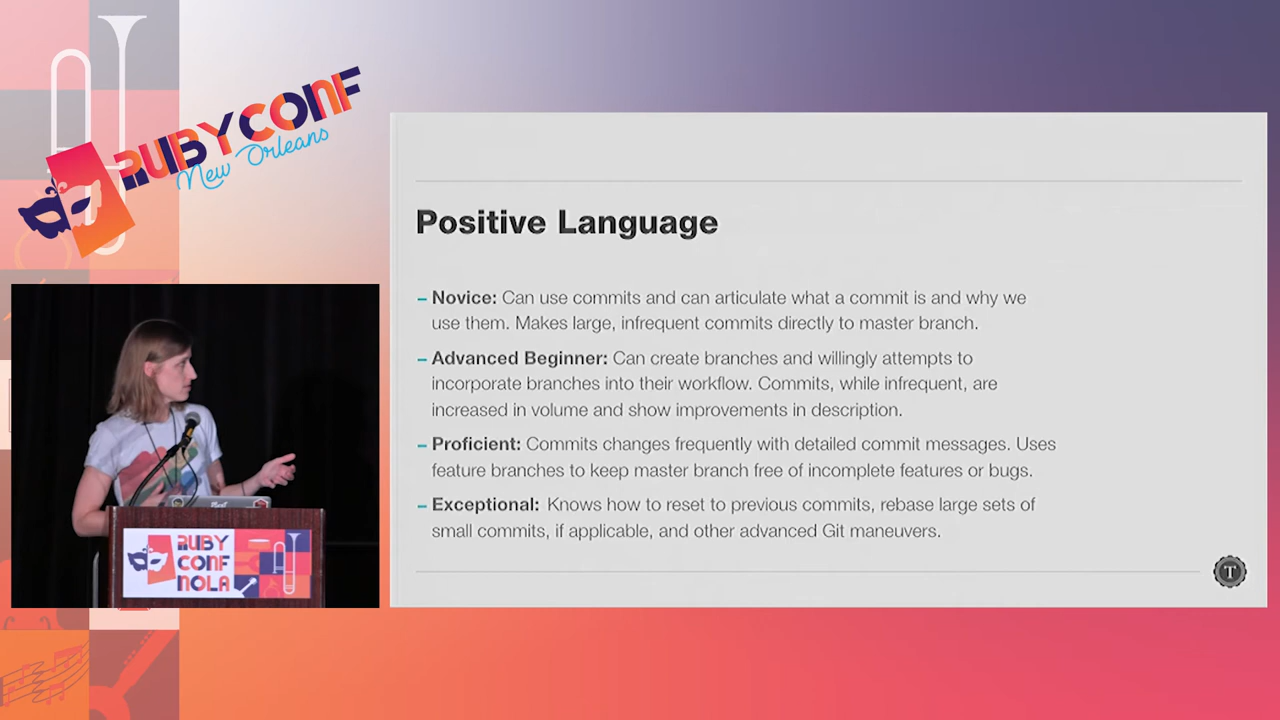 RUBYCONF
New Orleans
Positive Language
– Novice: Can use commits and can articulate what a commit is and why we
use them. Makes large, infrequent commits directly to master branch.
– Advanced Beginner: Can create branches and willingly attempts to
incorporate branches into their workflow. Commits, while infrequent, are
increased in volume and show improvements in description.
– Proficient: Commits changes frequently with detailed commit messages. Uses
feature branches to keep master branch free of incomplete features or bugs.
– Exceptional: Knows how to reset to previous commits, rebase large sets of
small commits, if applicable, and other advanced Git maneuvers.
T
RUBY
CONF
NOLA